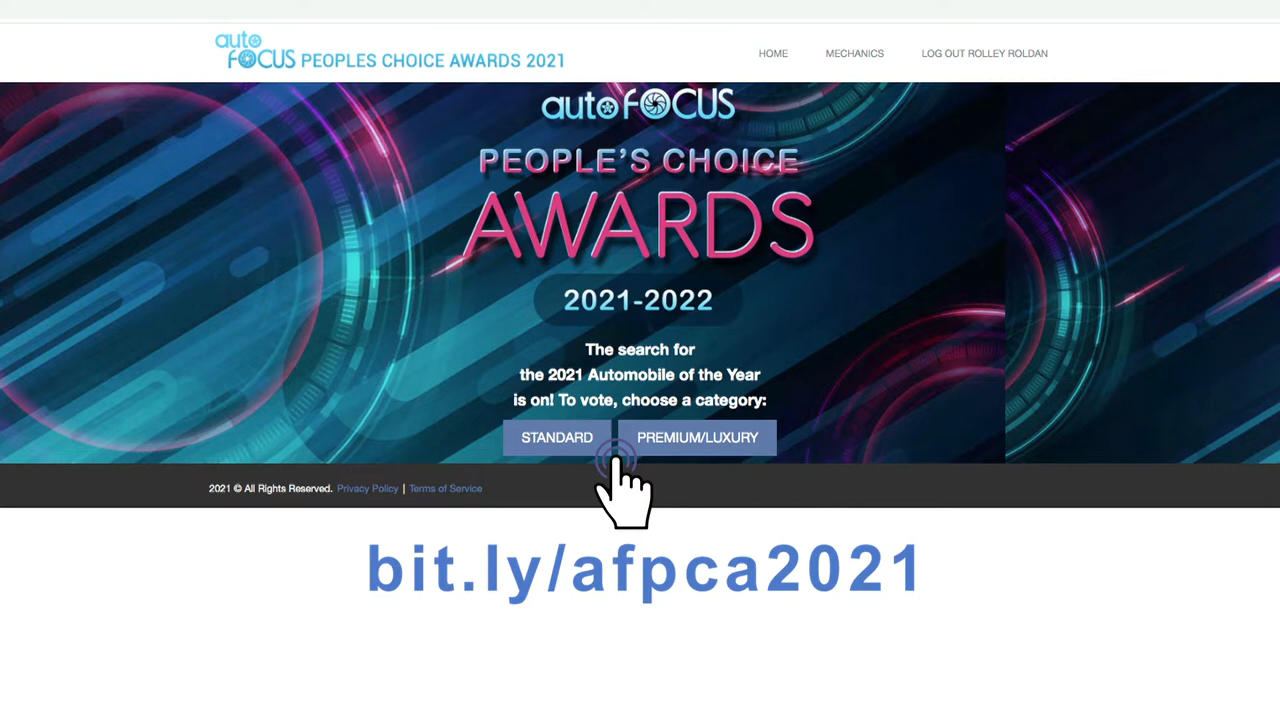 auto
FOCUS PEOPLES CHOICE AWARDS 2021
HOME MECHANICS LOG OUT ROLLEY ROLDAN
autoFOCUS
PEOPLE'S CHOICE
AWARDS
2021-2022
The search for
the 2021 Automobile of the Year
is on! To vote, choose a category:
STANDARD PREMIUM/LUXURY
2021 © All Rights Reserved. Privacy Policy | Terms of Service
bit.ly/afpca2021